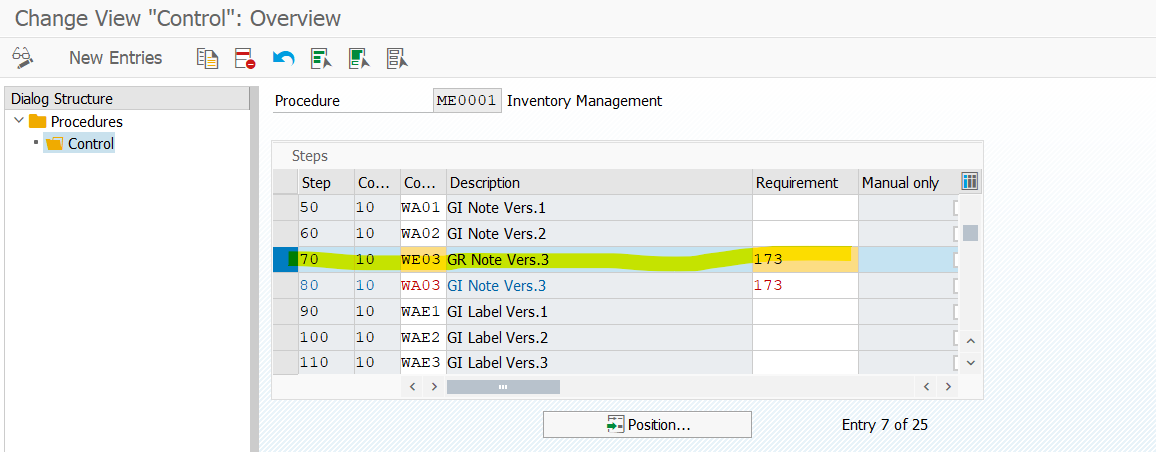 Change View "Control": Overview
New Entries
Dialog Structure
Procedures
Control
Procedure ME0001 Inventory Management
Steps
Step Co... Co... Description Requirement Manual only
50 10 WA01 GI Note Vers.1
60 10 WA02 GI Note Vers.2
70 10 WE03 GR Note Vers.3 173
80 10 WA03 GI Note Vers.3 173
90 10 WAE1 GI Label Vers.1
100 10 WAE2 GI Label Vers.2
110 10 WAE3 GI Label Vers.3
Position... Entry 7 of 25